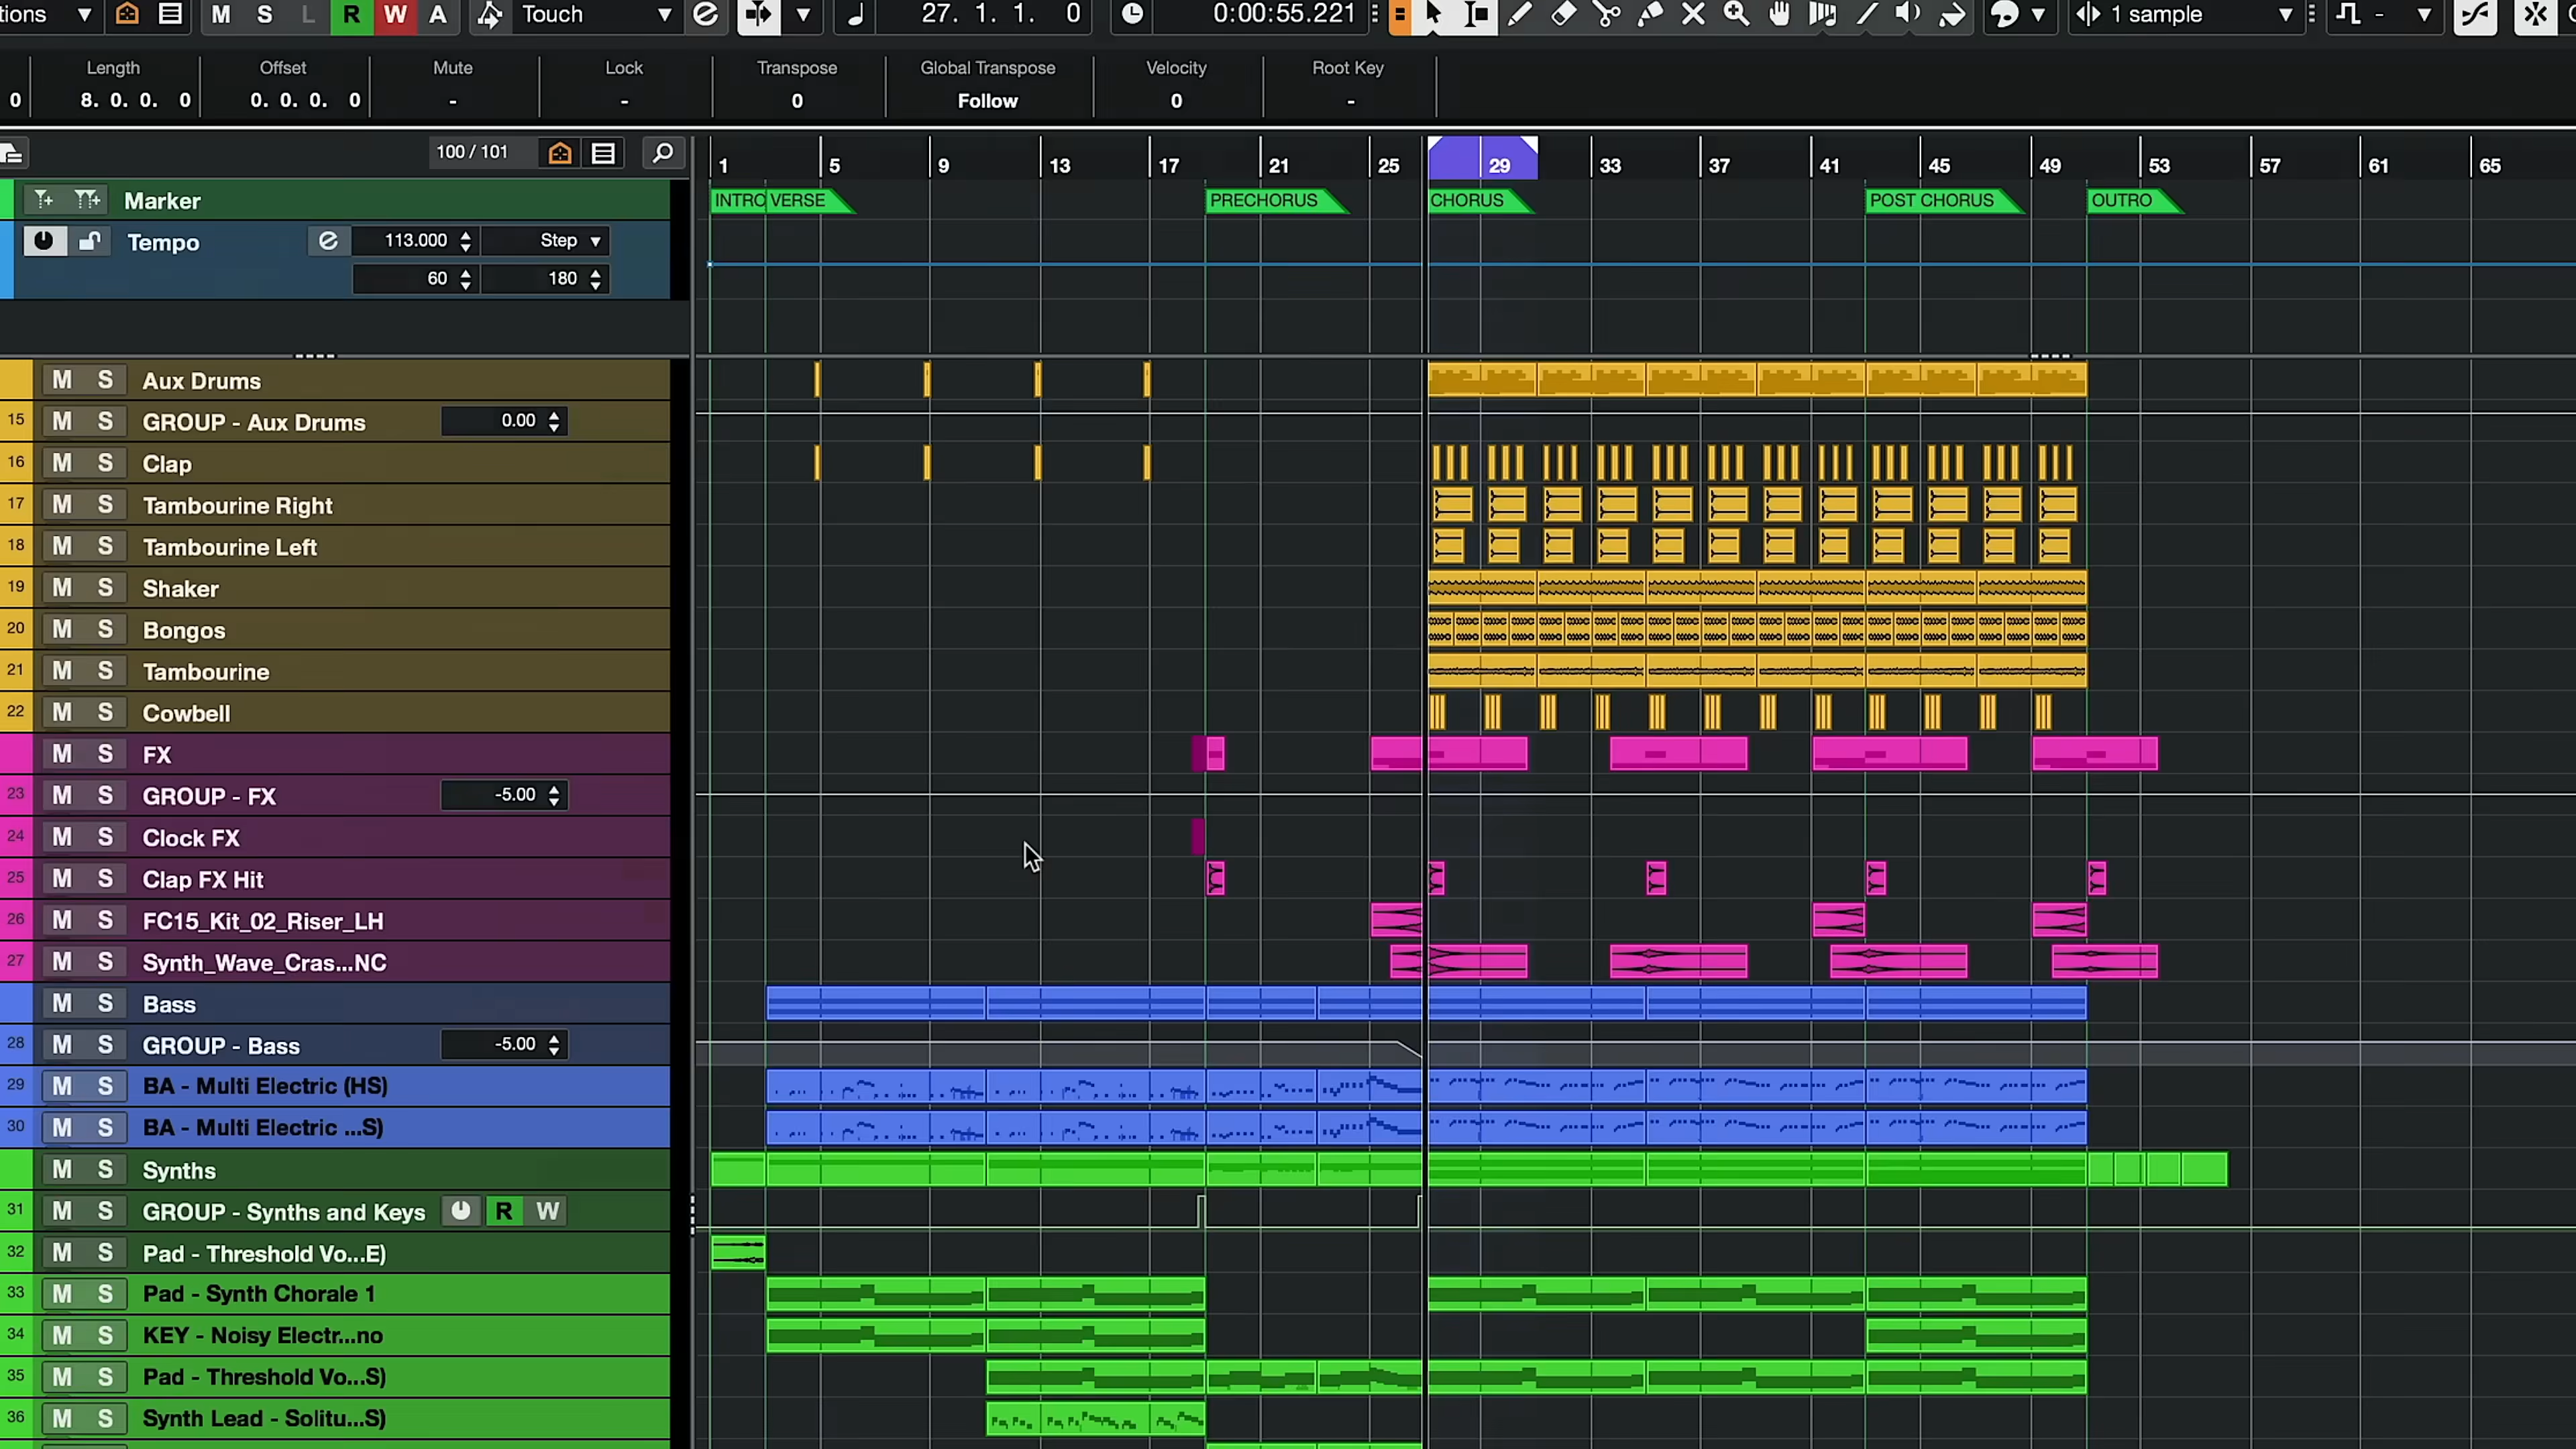 tions M S L R W A Touch 27. 1. 1. 0 0:00:55.221 1 sample -
Length Offset Mute Lock Transpose Global Transpose Velocity Root Key
0 8. 0. 0. 0 0. 0. 0. 0 - - 0 Follow 0 -
100 / 101 1 5 9 13 17 21 25 29 33 37 41 45 49 53 57 61 65
Marker INTRO VERSE PRECHORUS CHORUS POST CHORUS OUTRO
Tempo 113.000 Step
60 180
M S Aux Drums
15 M S GROUP - Aux Drums 0.00
16 M S Clap
17 M S Tambourine Right
18 M S Tambourine Left
19 M S Shaker
20 M S Bongos
21 M S Tambourine
22 M S Cowbell
M S FX
23 M S GROUP - FX -5.00
24 M S Clock FX
25 M S Clap FX Hit
26 M S FC15_Kit_02_Riser_LH
27 M S Synth_Wave_Cras...NC
M S Bass
28 M S GROUP - Bass -5.00
29 M S BA - Multi Electric (HS)
30 M S BA - Multi Electric ...S)
M S Synths
31 M S GROUP - Synths and Keys R W
32 M S Pad - Threshold Vo...E)
33 M S Pad - Synth Chorale 1
34 M S KEY - Noisy Electr...no
35 M S Pad - Threshold Vo...S)
36 M S Synth Lead - Solitu...S)